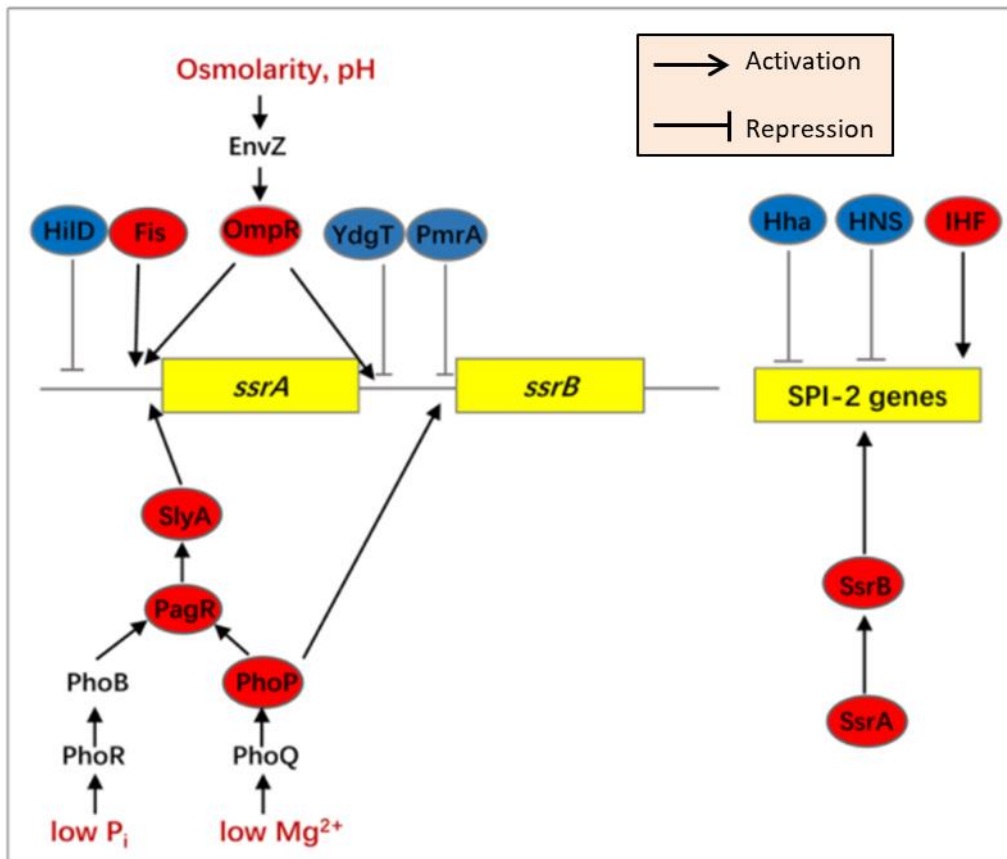 Osmolarity, pH
EnvZ
HilD
Fis
OmpR
YdgT
PmrA
ssrA
ssrB
SlyA
PagR
PhoB
PhoP
PhoR
PhoQ
low Pi
low Mg2+
Activation
Repression
Hha
HNS
IHF
SPI-2 genes
SsrB
SsrA